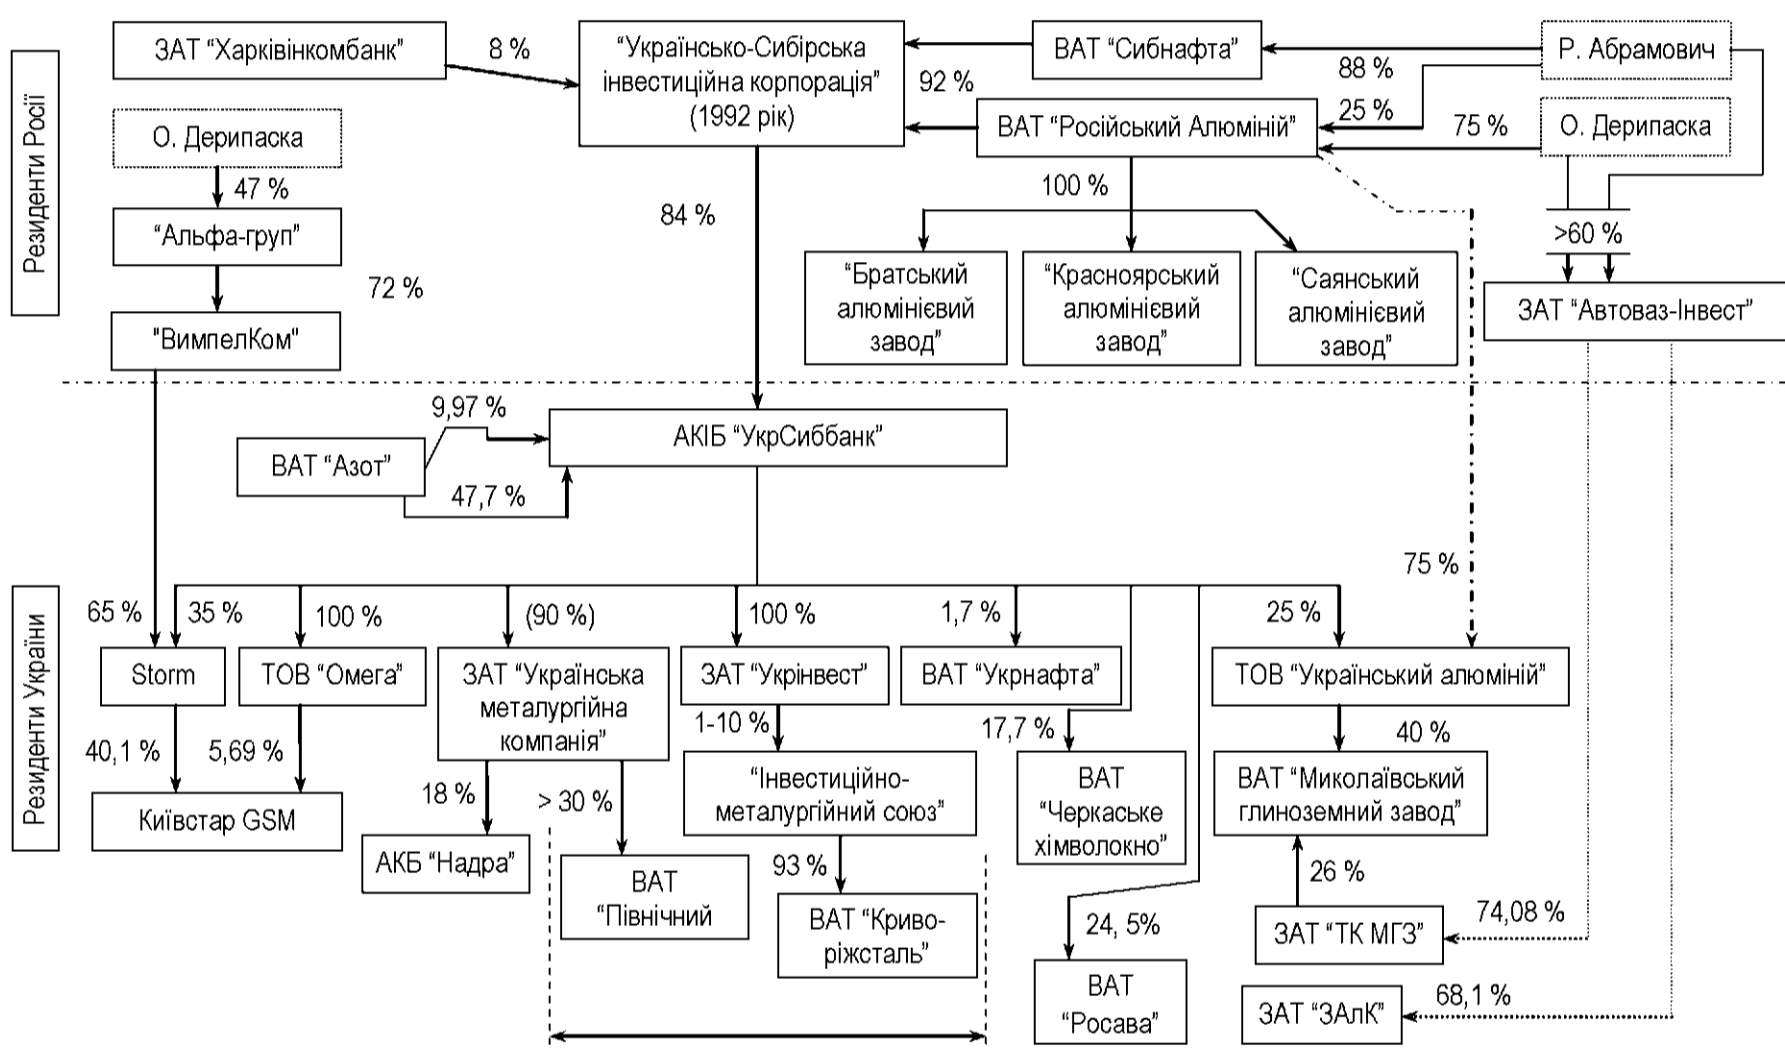 Резиденти Росії
ЗАТ “Харківінкомбанк”
8 %
“Українсько-Сибірська
інвестиційна корпорація”
(1992 рік)
92 %
ВАТ “Сибнафта”
88 %
Р. Абрамович
ВАТ “Російський Алюміній”
25 %
75 %
О. Дерипаска
О. Дерипаска
47 %
“Альфа-груп”
72 %
"ВимпелКом"
84 %
100 %
“Братський
алюмінієвий
завод”
“Красноярський
алюмінієвий
завод”
“Саянський
алюмінієвий
завод”
>60 %
ЗАТ “Автоваз-Інвест”
Резиденти України
9,97 %
ВАТ “Азот”
47,7 %
АКІБ “УкрСиббанк”
75 %
65 %
35 %
100 %
(90 %)
100 %
1,7 %
25 %
Storm
ТОВ “Омега”
ЗАТ “Українська
металургійна
компанія”
ЗАТ “Укрінвест”
ВАТ “Укрнафта”
ТОВ “Український алюміній”
40,1 %
5,69 %
1-10 %
17,7 %
40 %
Київстар GSM
18 %
> 30 %
“Інвестиційно-
металургійний союз”
ВАТ
“Черкаське
хімволокно”
ВАТ “Миколаївський
глиноземний завод”
АКБ “Надра”
ВАТ
“Північний
93 %
ВАТ “Криво-
ріжсталь”
26 %
24, 5%
ВАТ
“Росава”
ЗАТ “ТК МГЗ”
74,08 %
ЗАТ “ЗАлК”
68,1 %